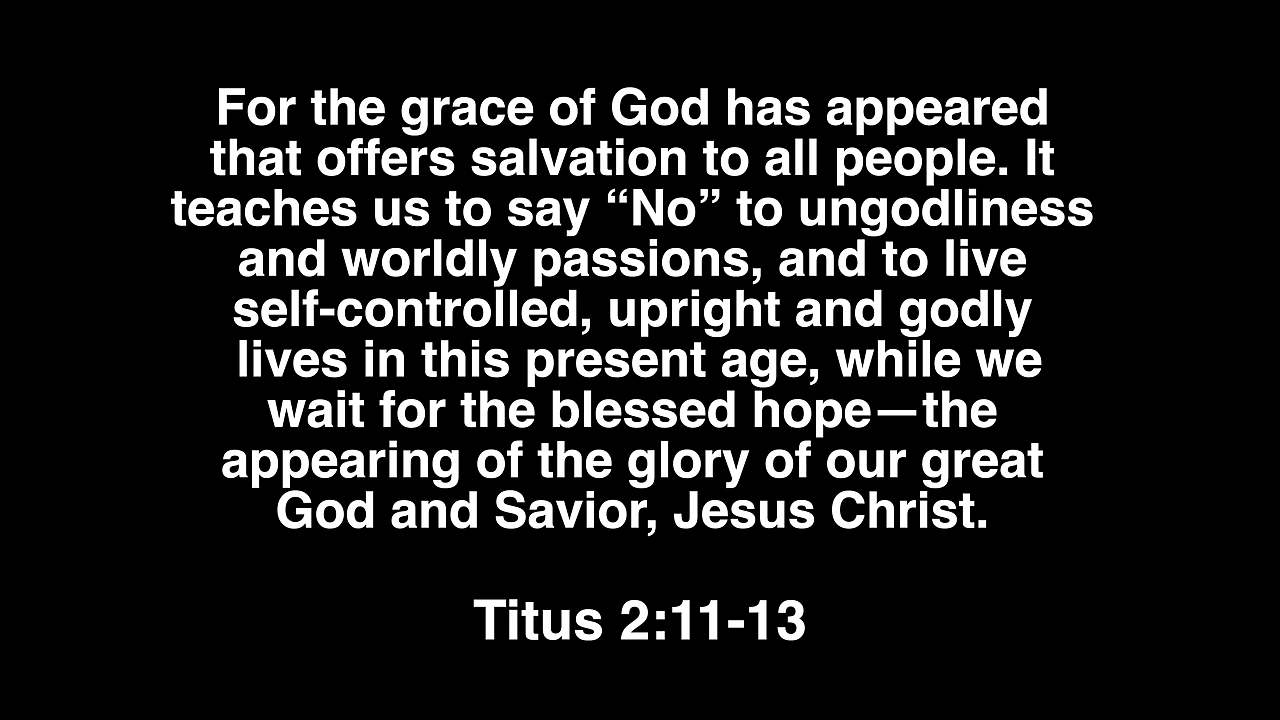 For the grace of God has appeared
that offers salvation to all people. It
teaches us to say “No” to ungodliness
and worldly passions, and to live
self-controlled, upright and godly
lives in this present age, while we
wait for the blessed hope—the
appearing of the glory of our great
God and Savior, Jesus Christ.
Titus 2:11-13